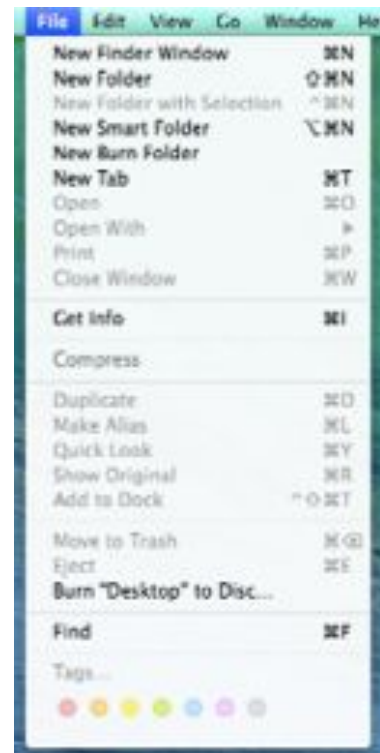 File Edit View Go Window He
New Finder Window ⌘N
New Folder ⇧⌘N
New Folder with Selection ⌃⌘N
New Smart Folder ⌥⌘N
New Burn Folder
New Tab ⌘T
Open ⌘O
Open With ▶
Print ⌘P
Close Window ⌘W
Get Info ⌘I
Compress
Duplicate ⌘D
Make Alias ⌘L
Quick Look ⌘Y
Show Original ⌘R
Add to Dock ⌃⇧⌘T
Move to Trash ⌘⌫
Eject ⌘E
Burn "Desktop" to Disc...
Find ⌘F
Tags...